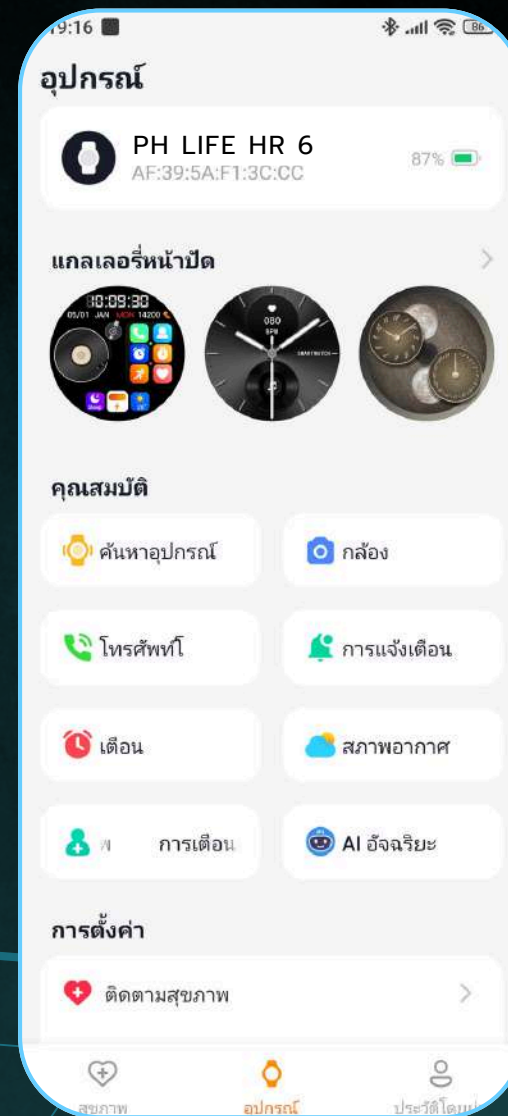 19:16
86
อุปกรณ์
PH LIFE HR 6
AF:39:5A:F1:3C:CC
87%
แกลเลอรี่หน้าปัด
10:09:30
05/01 JAN MON 14200
080
BPM
SMARTWATCH
คุณสมบัติ
ค้นหาอุปกรณ์
กล้อง
โทรศัพท์โ
การแจ้งเตือน
เตือน
สภาพอากาศ
พ การเตือน
AI อัจฉริยะ
การตั้งค่า
ติดตามสุขภาพ
สุขภาพ
อุปกรณ์